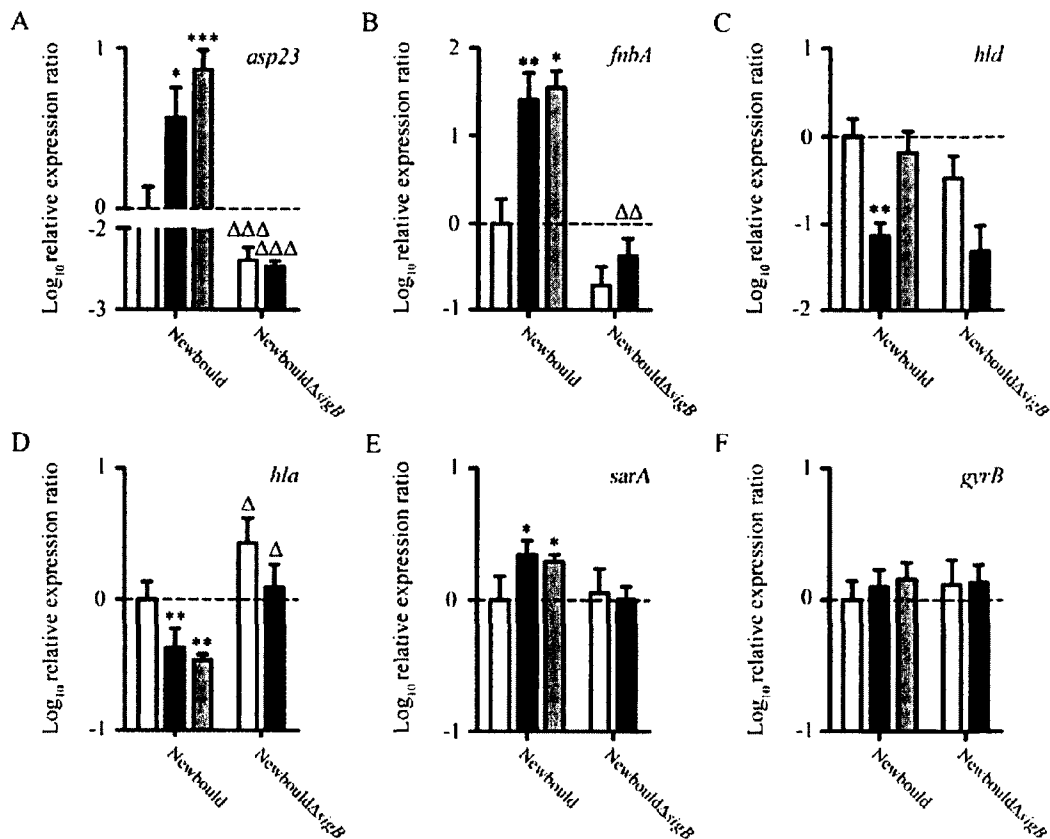 A
Log10 relative expression ratio
asp23
1
0
-2
-3
*
***
ΔΔΔ
ΔΔΔ
Newbould
NewbouldΔsigB
B
Log10 relative expression ratio
fnbA
2
1
0
-1
**
*
ΔΔ
Newbould
NewbouldΔsigB
C
Log10 relative expression ratio
hld
1
0
-1
-2
**
Newbould
NewbouldΔsigB
D
Log10 relative expression ratio
hla
1
0
-1
**
**
Δ
Δ
Newbould
NewbouldΔsigB
E
Log10 relative expression ratio
sarA
1
0
-1
*
*
Newbould
NewbouldΔsigB
F
Log10 relative expression ratio
gyrB
1
0
-1
Newbould
NewbouldΔsigB